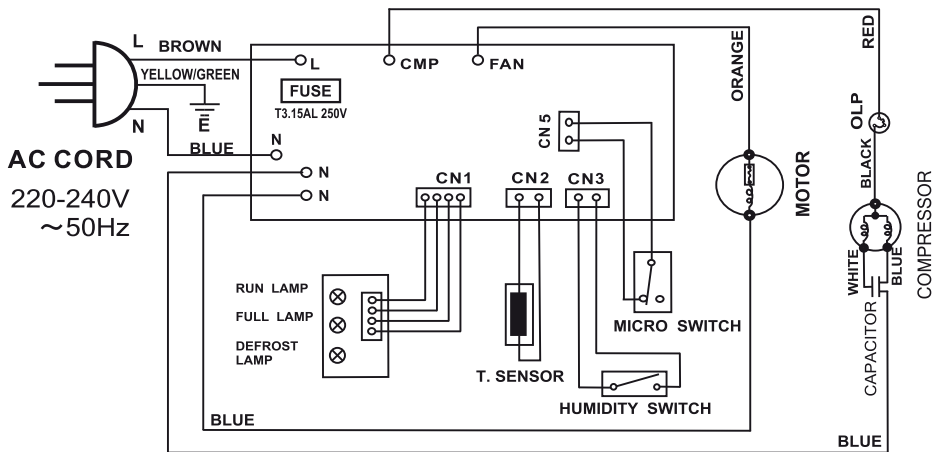 L
BROWN
YELLOW/GREEN
E
N
BLUE
AC CORD
220-240V
～50Hz
L
CMP
FAN
FUSE
T3.15AL 250V
N
N
N
CN5
CN1
CN2
CN3
ORANGE
MOTOR
RED
OLP
BLACK
COMPRESSOR
WHITE
BLUE
CAPACITOR
RUN LAMP
FULL LAMP
DEFROST
LAMP
T. SENSOR
MICRO SWITCH
HUMIDITY SWITCH
BLUE
BLUE